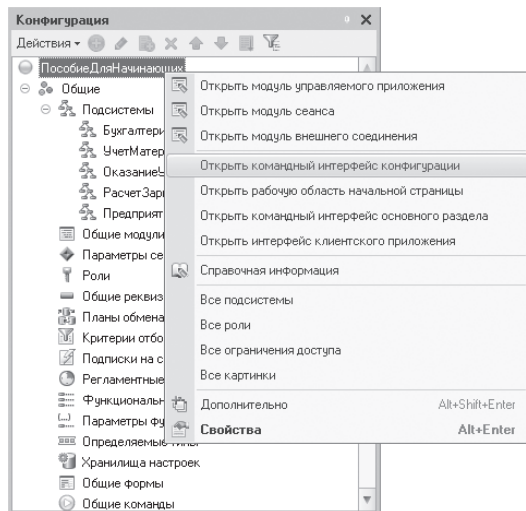 Конфигурация
Действия
ПособиеДляНачинающих
Общие
Подсистемы
Бухгалтери
УчетМатер
Оказание
РасчетЗар
Предприят
Общие модули
Параметры се
Роли
Общие реквиз
Планы обмена
Критерии отбо
Подписки на с
Регламентные
Функциональн
Параметры фу
Определяемые типы
Хранилища настроек
Общие формы
Общие команды
Открыть модуль управляемого приложения
Открыть модуль сеанса
Открыть модуль внешнего соединения
Открыть командный интерфейс конфигурации
Открыть рабочую область начальной страницы
Открыть командный интерфейс основного раздела
Открыть интерфейс клиентского приложения
Справочная информация
Все подсистемы
Все роли
Все ограничения доступа
Все картинки
Дополнительно Alt+Shift+Enter
Свойства Alt+Enter